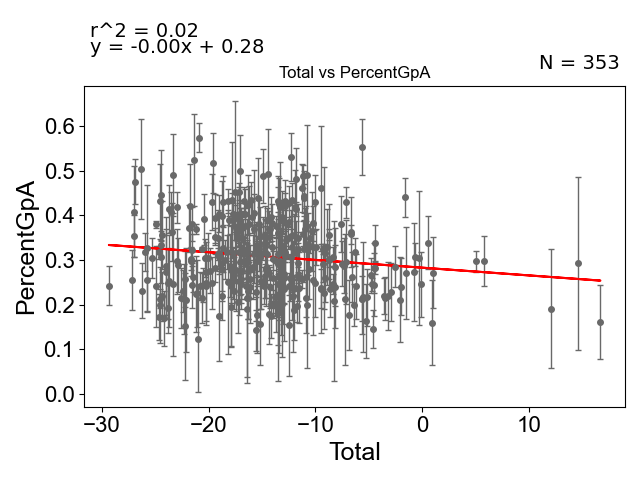 r^2 = 0.02
y = -0.00x + 0.28
N = 353
Total vs PercentGpA
PercentGpA
0.6
0.5
0.4
0.3
0.2
0.1
0.0
−30 −20 −10 0 10
Total